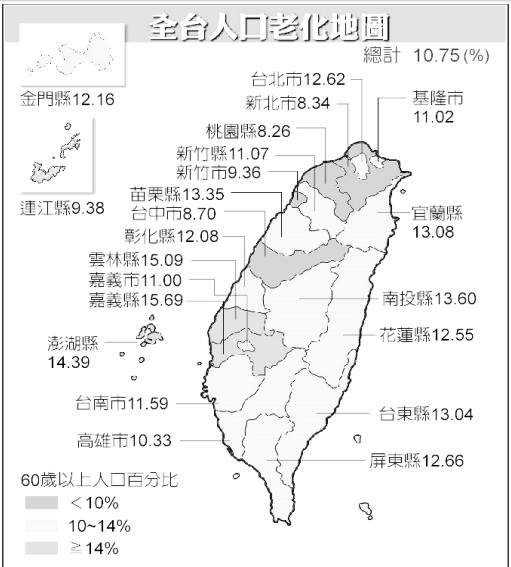 全台人口老化地圖
總計 10.75(%)
金門縣12.16
連江縣9.38
台北市12.62
新北市8.34
基隆市
11.02
桃園縣8.26
新竹縣11.07
新竹市9.36
苗栗縣13.35
台中市8.70
宜蘭縣
13.08
彰化縣12.08
雲林縣15.09
嘉義市11.00
嘉義縣15.69
南投縣13.60
花蓮縣12.55
澎湖縣
14.39
台南市11.59
台東縣13.04
高雄市10.33
屏東縣12.66
60歲以上人口百分比
＜10%
10~14%
≧14%